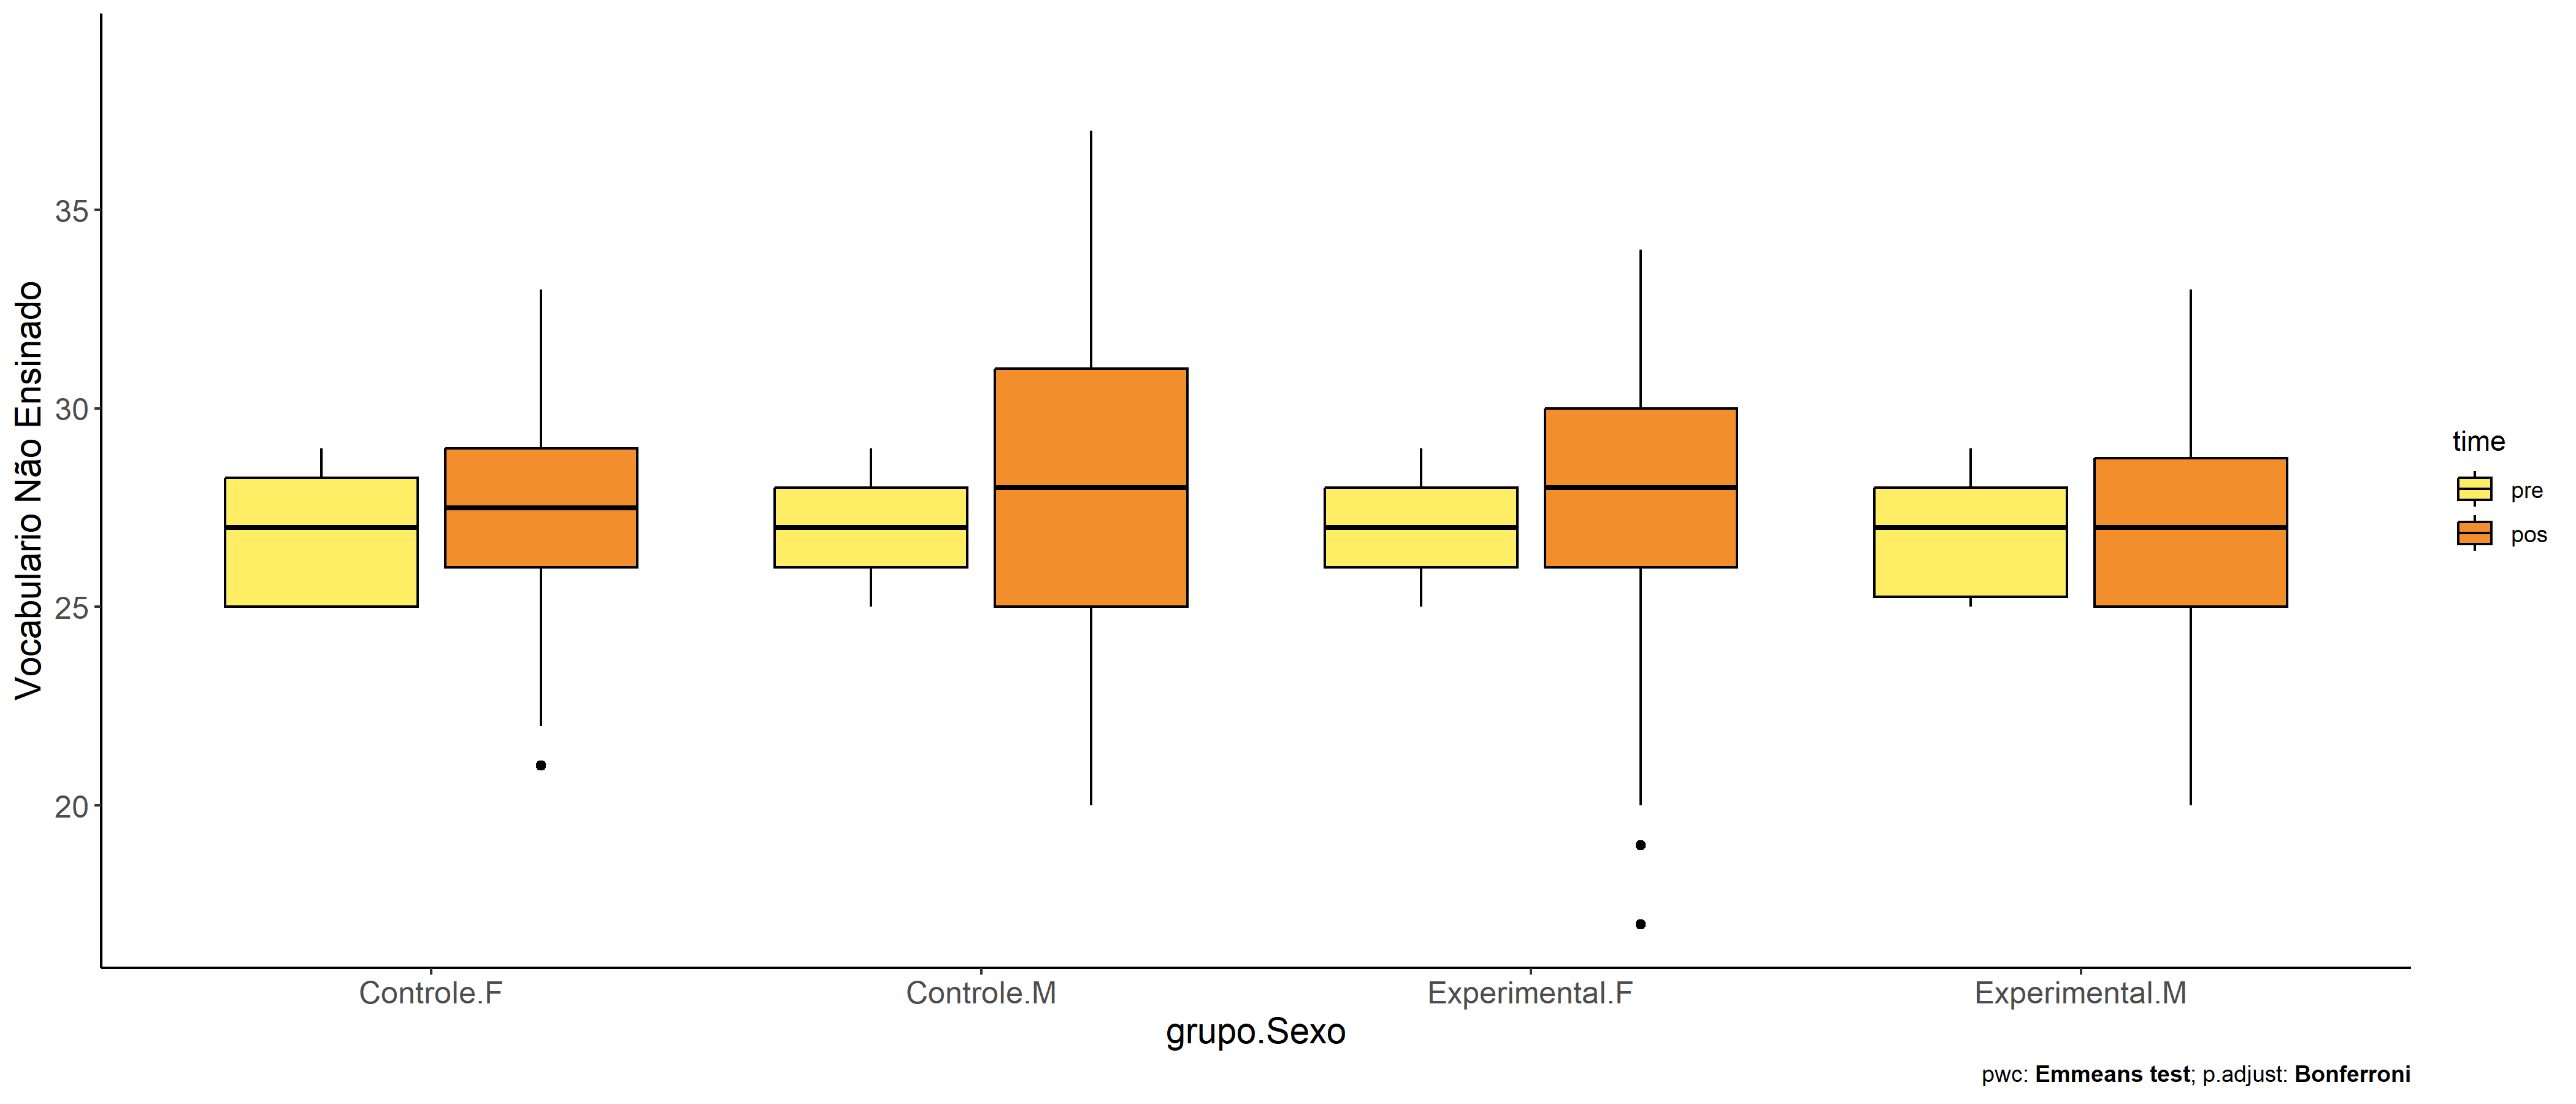 Vocabulario Não Ensinado
35
30
25
20
Controle.F
Controle.M
Experimental.F
Experimental.M
grupo.Sexo
time
pre
pos
pwc: Emmeans test; p.adjust: Bonferroni